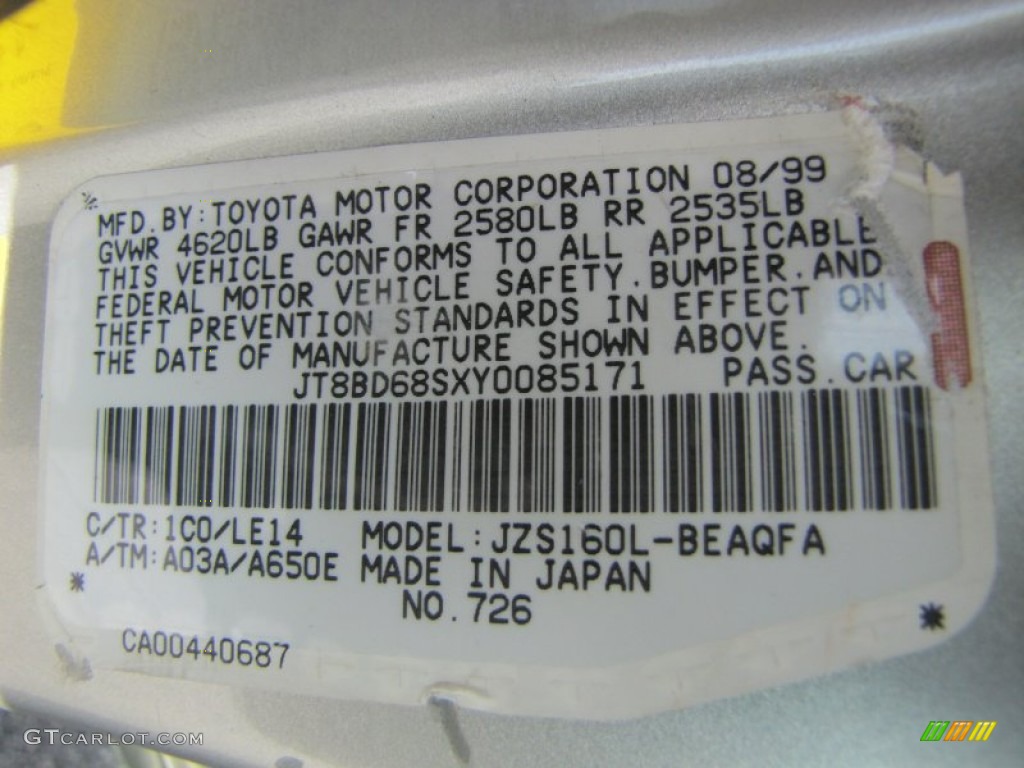 MFD. BY: TOYOTA MOTOR CORPORATION 08/99
GVWR 4620LB GAWR FR 2580LB RR 2535LB
THIS VEHICLE CONFORMS TO ALL APPLICABLE
FEDERAL MOTOR VEHICLE SAFETY. BUMPER. AND
THEFT PREVENTION STANDARDS IN EFFECT ON
THE DATE OF MANUFACTURE SHOWN ABOVE.
JT8BD68SXY0085171 PASS. CAR
C/TR: 1C0/LE14 MODEL: JZS160L-BEAQFA
A/TM: A03A/A650E MADE IN JAPAN
NO. 726
CA00440687
GTCARLOT.COM